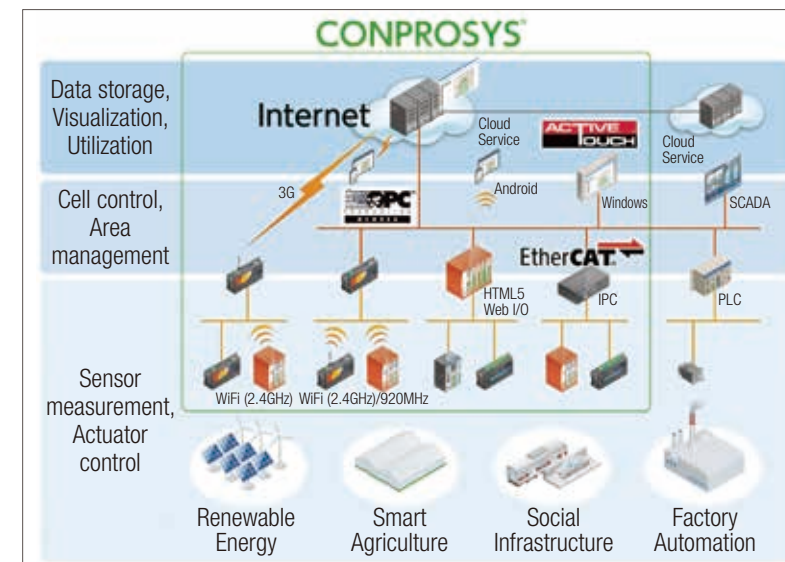 CONPROSYS™
Data storage,
Visualization,
Utilization
Internet
Cloud
Service
ACTIVE
TOUCH
Cloud
Service
Cell control,
Area
management
3G
OPC
Android
Windows
SCADA
EtherCAT
HTML5
Web I/O
IPC
PLC
Sensor
measurement,
Actuator
control
WiFi (2.4GHz)
WiFi (2.4GHz)/920MHz
Renewable
Energy
Smart
Agriculture
Social
Infrastructure
Factory
Automation